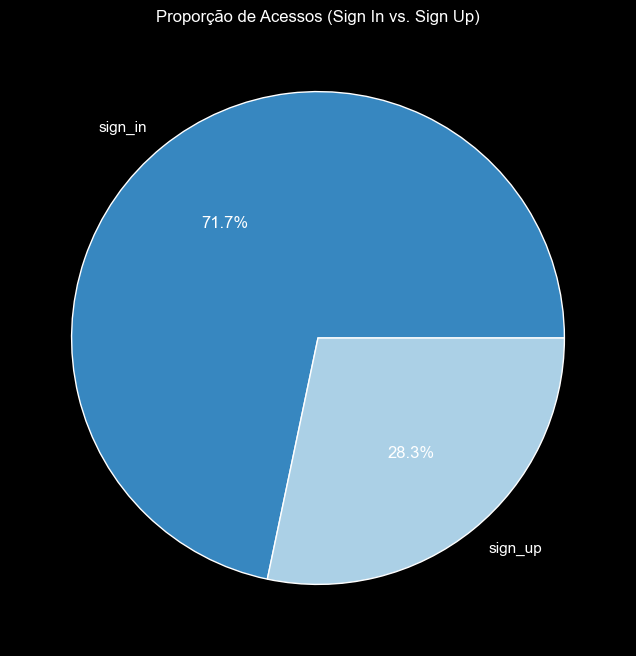 Proporção de Acessos (Sign In vs. Sign Up)
sign_in
71.7%
28.3%
sign_up